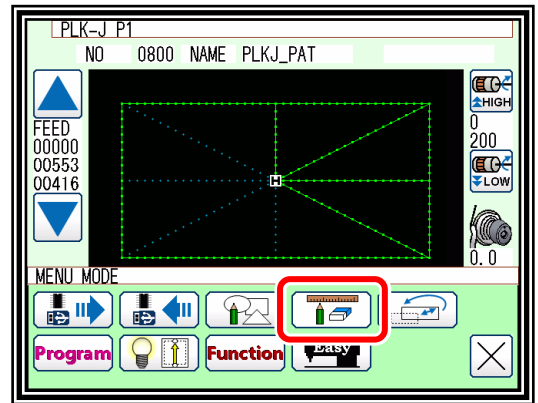 PLK-J P1
NO 0800 NAME PLKJ_PAT
HIGH
FEED
00000
00553
00416
0
200
LOW
0.0
MENU MODE
Program
Function
Easy